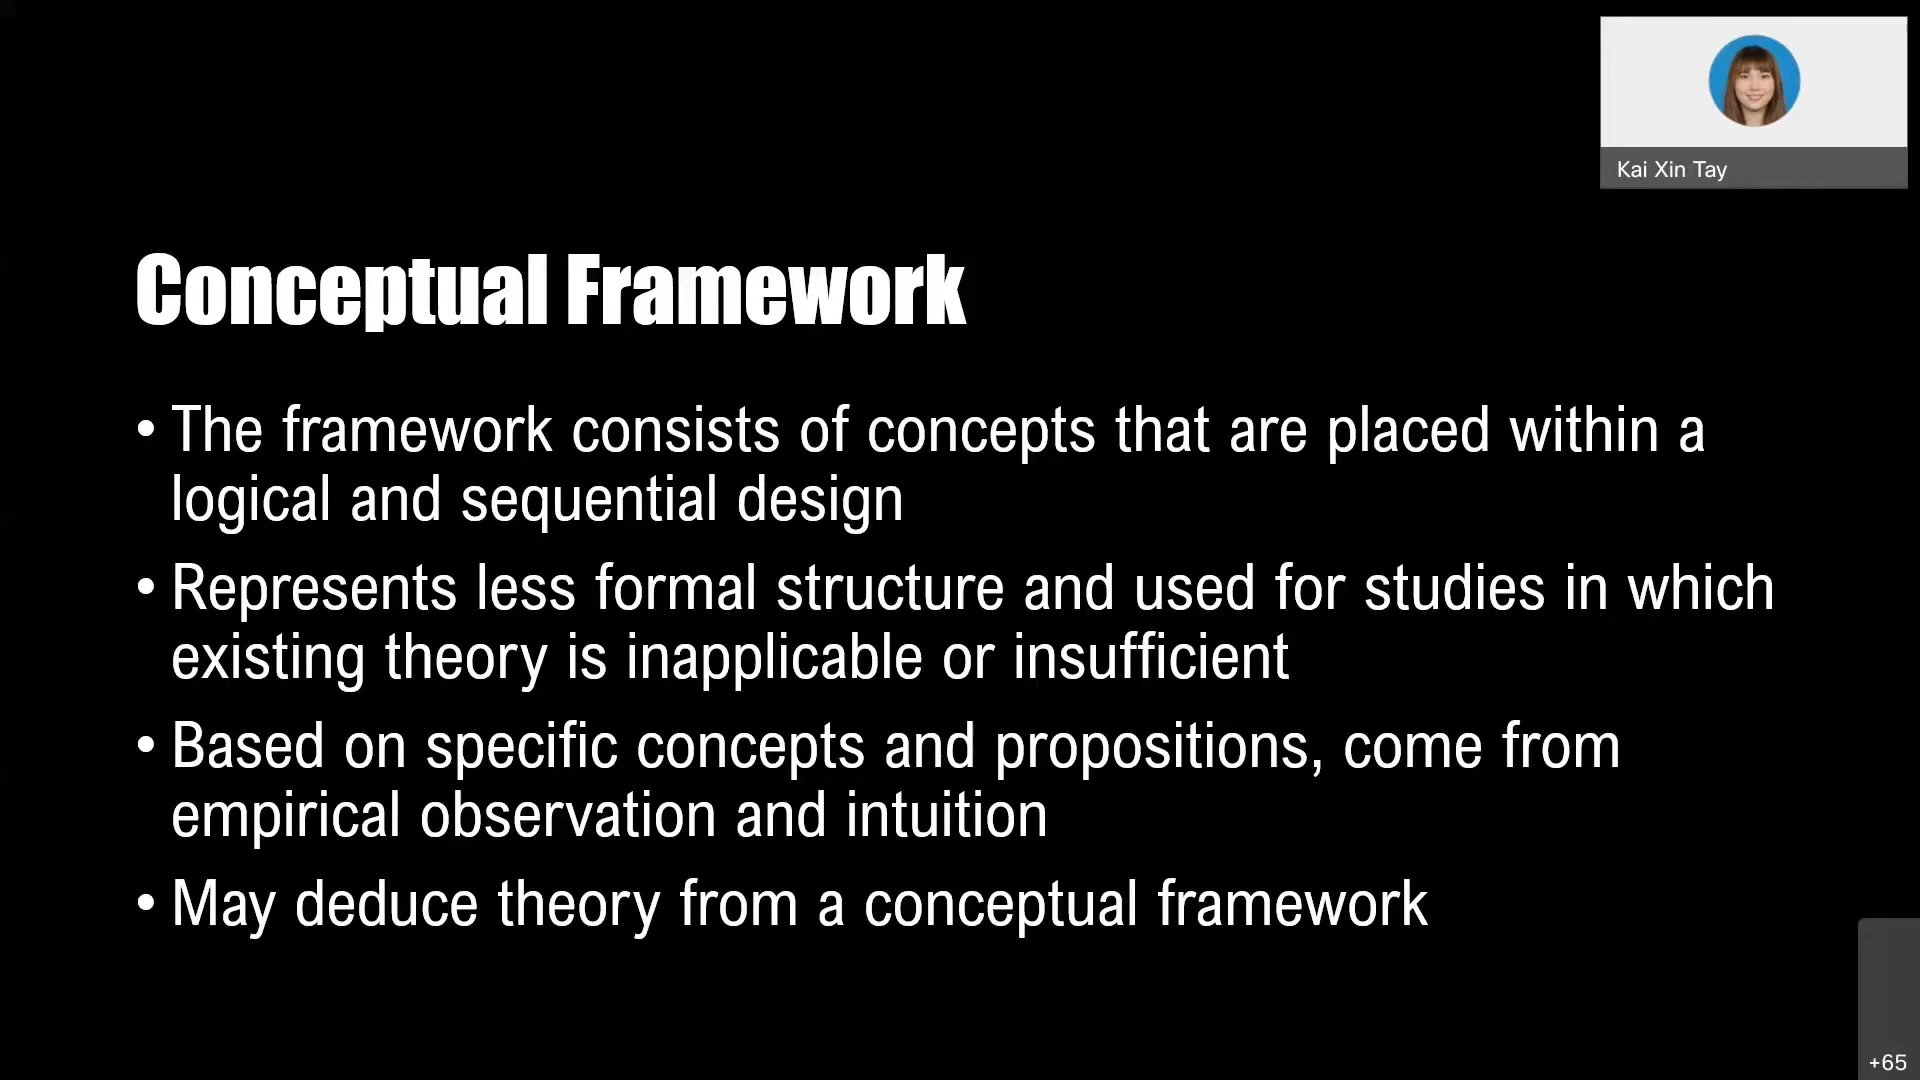 Kai Xin Tay
Conceptual Framework
• The framework consists of concepts that are placed within a
logical and sequential design
• Represents less formal structure and used for studies in which
existing theory is inapplicable or insufficient
• Based on specific concepts and propositions, come from
empirical observation and intuition
• May deduce theory from a conceptual framework
+65